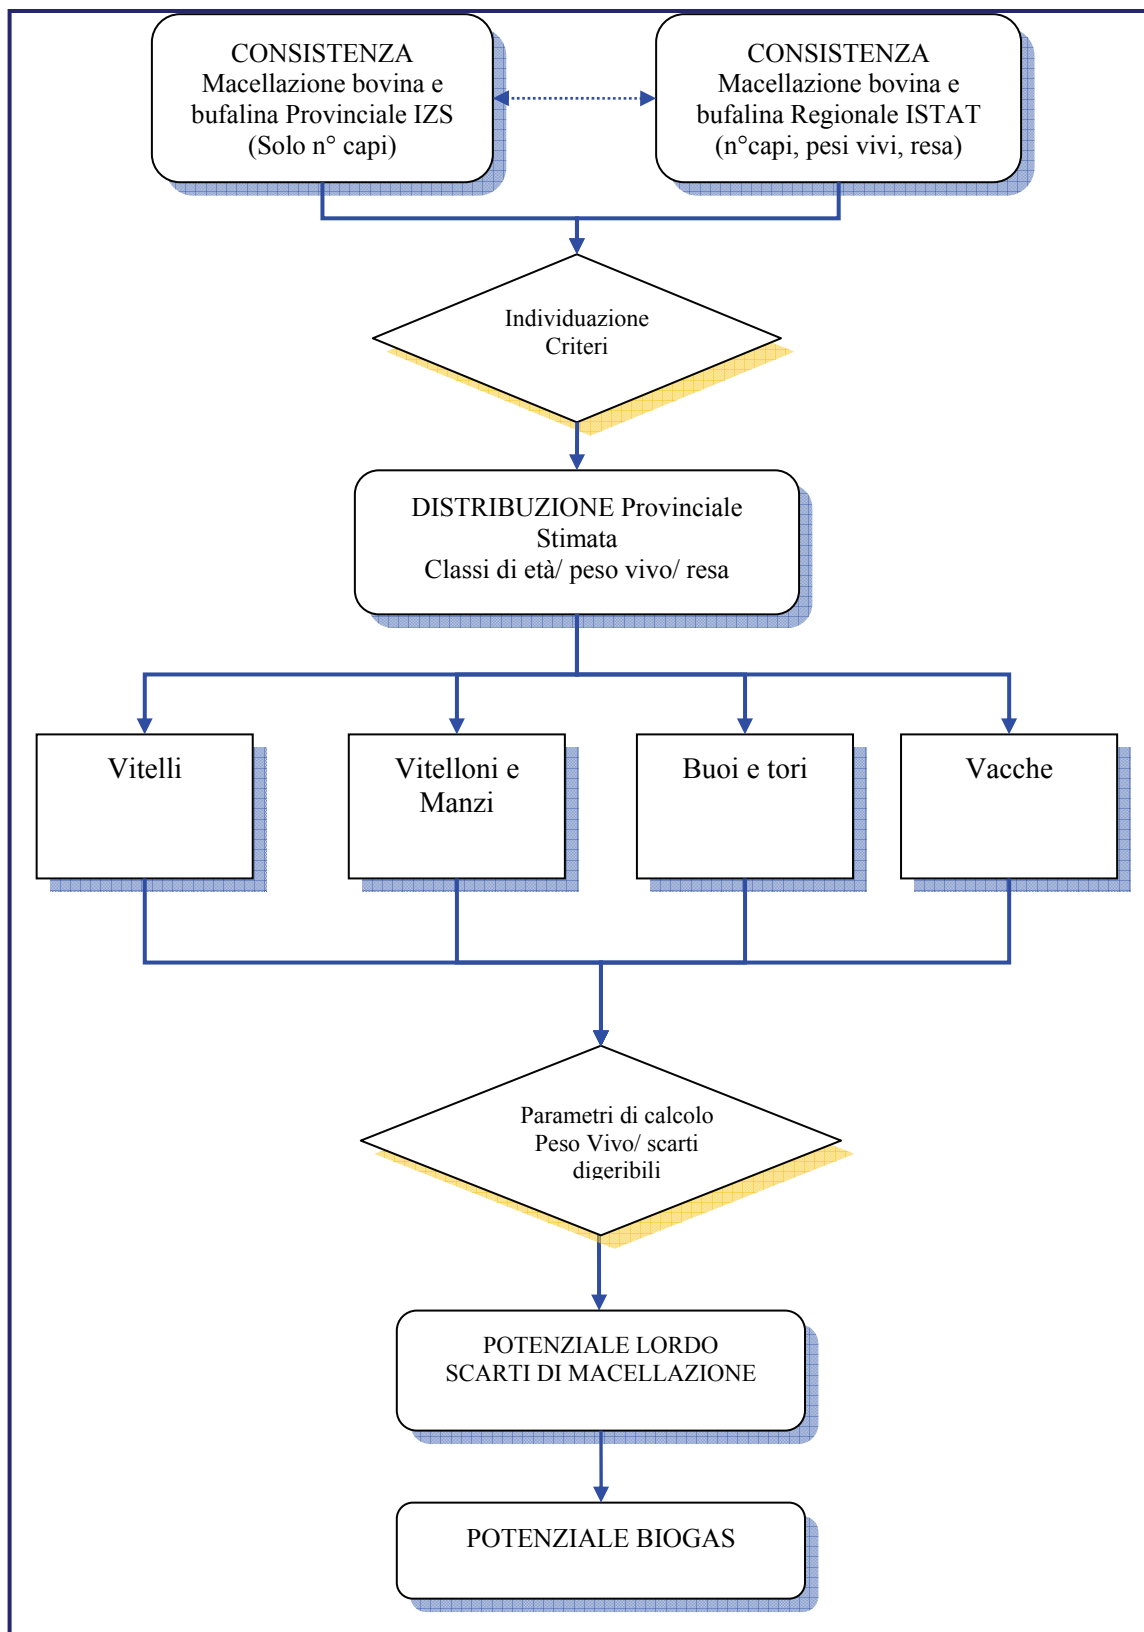 CONSISTENZA
Macellazione bovina e
bufalina Provinciale IZS
(Solo n° capi)
CONSISTENZA
Macellazione bovina e
bufalina Regionale ISTAT
(n°capi, pesi vivi, resa)
Individuazione
Criteri
DISTRIBUZIONE Provinciale
Stimata
Classi di età/ peso vivo/ resa
Vitelli
Vitelloni e
Manzi
Buoi e tori
Vacche
Parametri di calcolo
Peso Vivo/ scarti
digeribili
POTENZIALE LORDO
SCARTI DI MACELLAZIONE
POTENZIALE BIOGAS